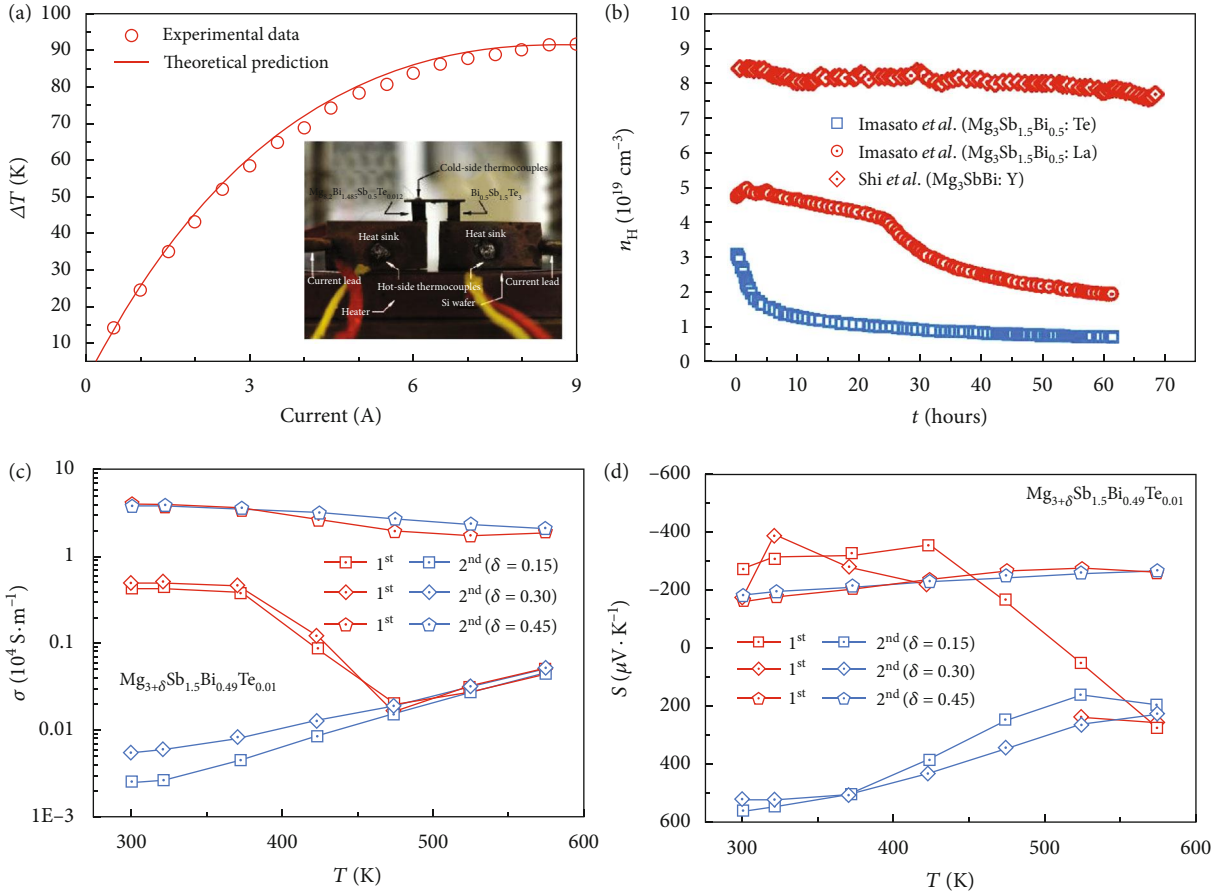 (a)
100
90
80
70
60
50
40
30
20
10
ΔT (K)
Experimental data
Theoretical prediction
Cold-side thermocouples
Bi₀.₅Sb₁.₅Te₃
Heat sink
Heat sink
Current lead
Hot-side thermocouples
Current lead
Heater
Si wafer
0
3
6
9
Current (A)
(b)
10
9
8
7
6
5
4
3
2
1
0
n_H (10¹⁹ cm⁻³)
Imasato et al. (Mg₃Sb₁.₅Bi₀.₅: Te)
Imasato et al. (Mg₃Sb₁.₅Bi₀.₅: La)
Shi et al. (Mg₃SbBi: Y)
0
10
20
30
40
50
60
70
t (hours)
(c)
10
1
0.1
0.01
1E−3
σ (10⁴ S·m⁻¹)
1st 2nd (δ = 0.15)
1st 2nd (δ = 0.30)
1st 2nd (δ = 0.45)
Mg₃₊δSb₁.₅Bi₀.₄₉Te₀.₀₁
300
400
500
600
T (K)
(d)
−600
−400
−200
0
200
400
600
S (μV · K⁻¹)
Mg₃₊δSb₁.₅Bi₀.₄₉Te₀.₀₁
1st 2nd (δ = 0.15)
1st 2nd (δ = 0.30)
1st 2nd (δ = 0.45)
300
400
500
600
T (K)